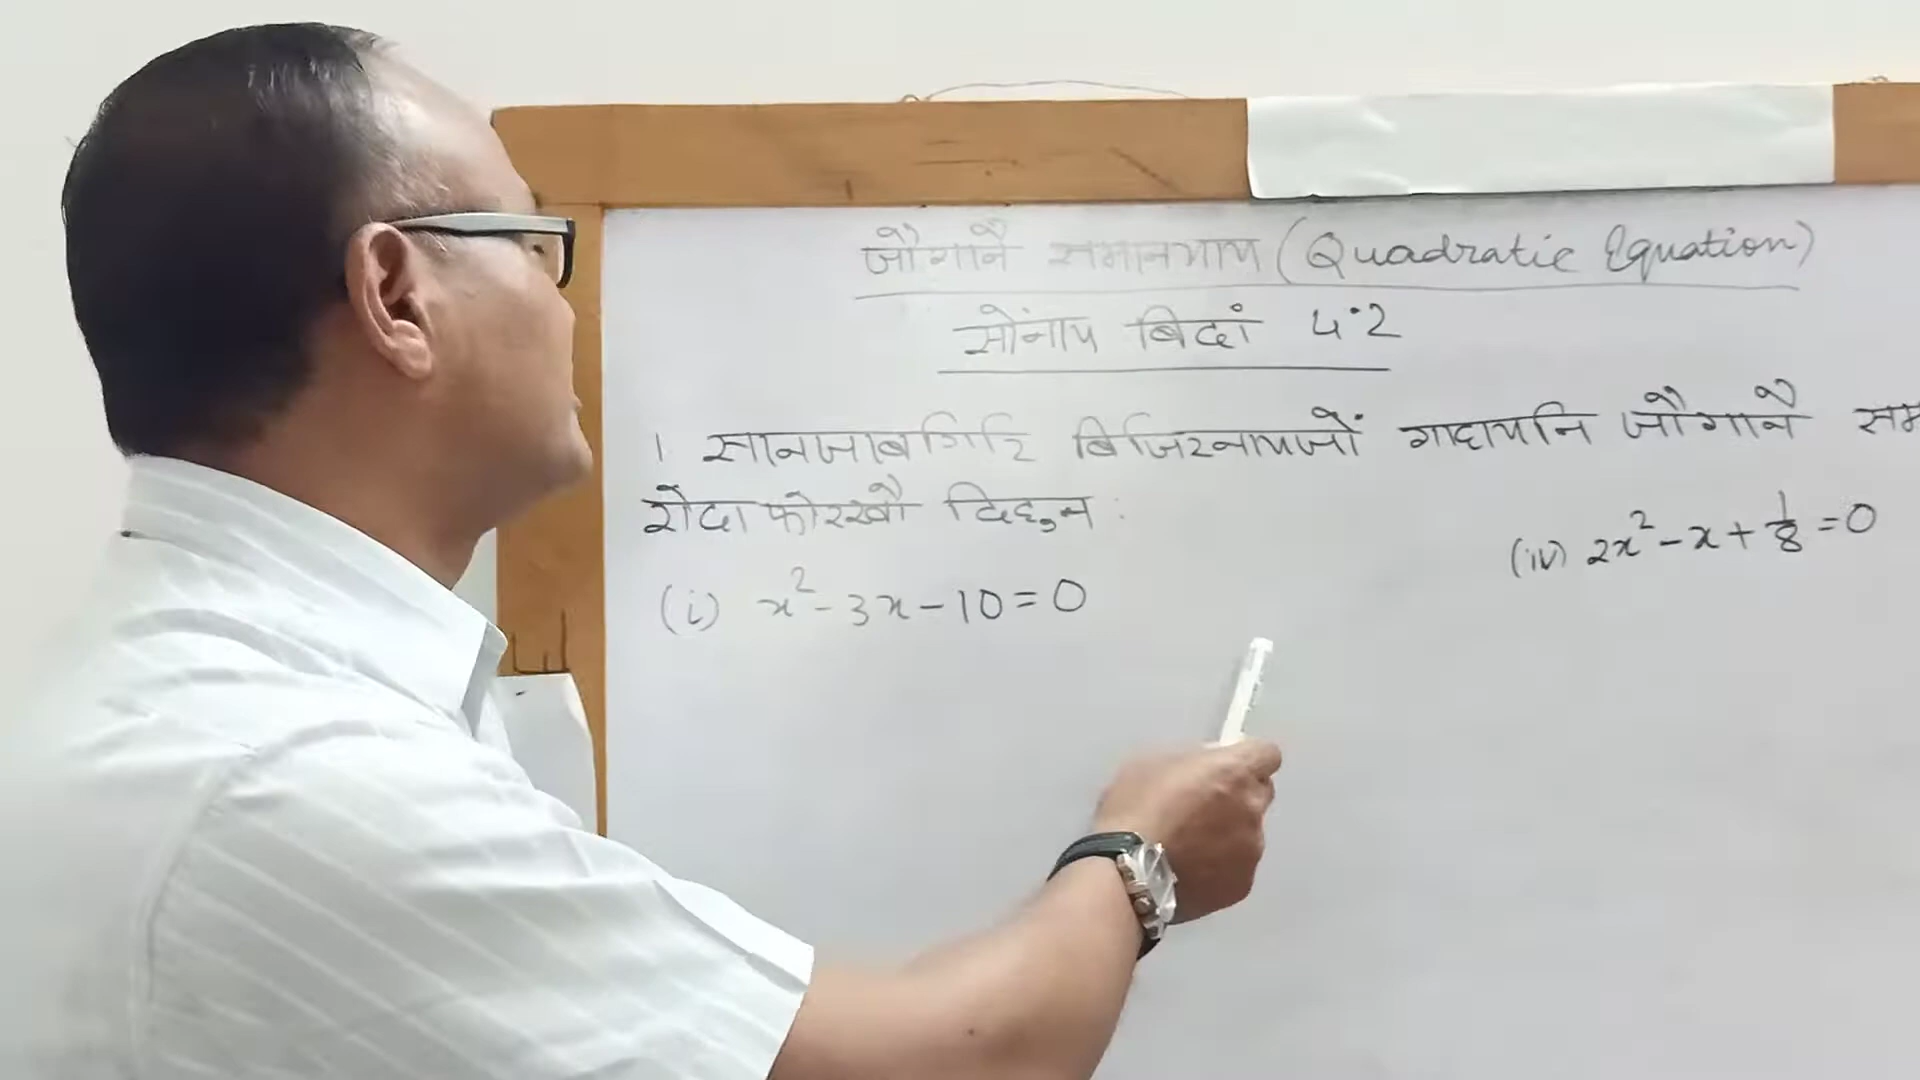 जौगानै समानथाय (Quadratic Equation)
सोंनाय बिदां 4.2
1. सानजाबगिरि बिजिरनायजों गाहायनि जौगानै सम
रोदाफोरखौ दिहुन :
(i) x² - 3x - 10 = 0
(iv) 2x² - x + 1/8 = 0